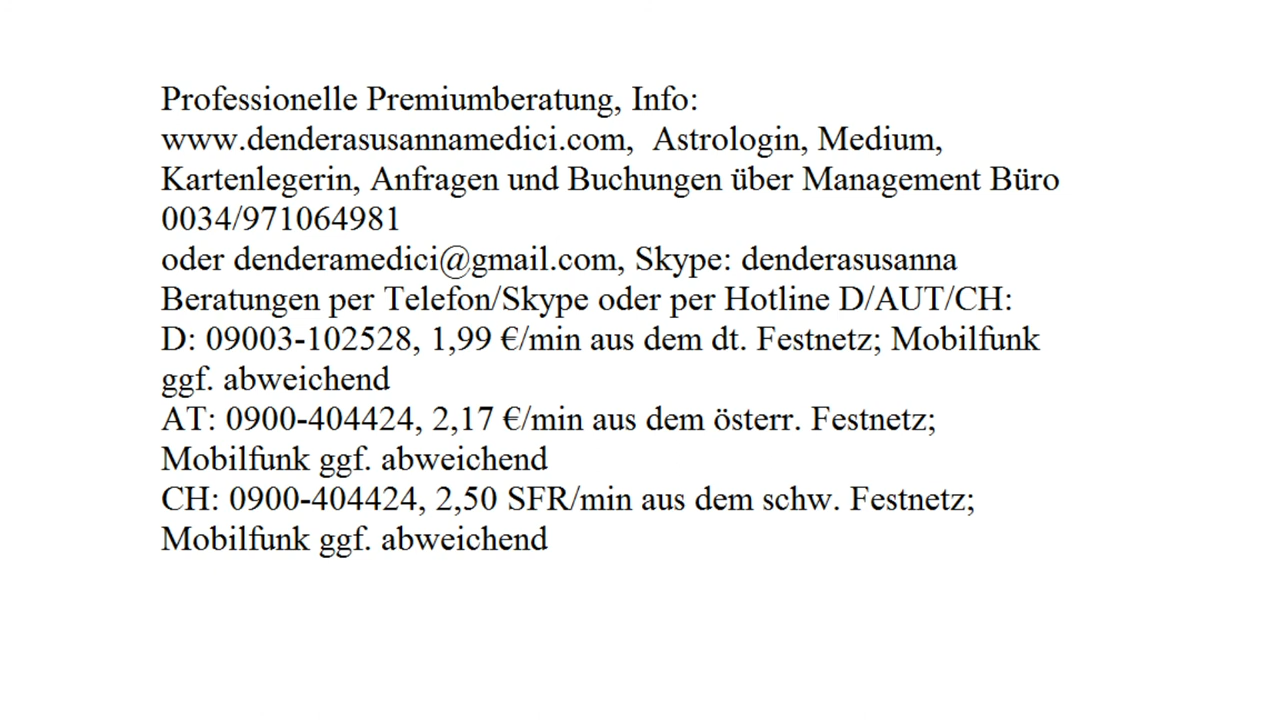 Professionelle Premiumberatung, Info:
www.denderasusannamedici.com,  Astrologin, Medium,
Kartenlegerin, Anfragen und Buchungen über Management Büro
0034/971064981
oder denderamedici@gmail.com, Skype: denderasusanna
Beratungen per Telefon/Skype oder per Hotline D/AUT/CH:
D: 09003-102528, 1,99 €/min aus dem dt. Festnetz; Mobilfunk
ggf. abweichend
AT: 0900-404424, 2,17 €/min aus dem österr. Festnetz;
Mobilfunk ggf. abweichend
CH: 0900-404424, 2,50 SFR/min aus dem schw. Festnetz;
Mobilfunk ggf. abweichend